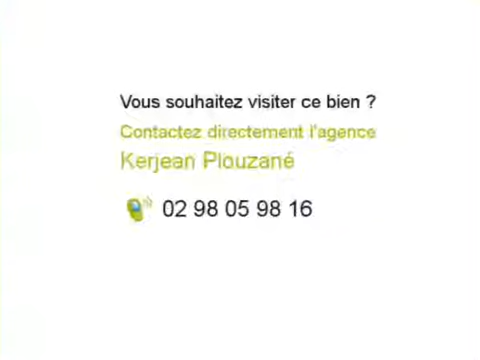 Vous souhaitez visiter ce bien ?
Contactez directement l'agence
Kerjean Plouzané
02 98 05 98 16